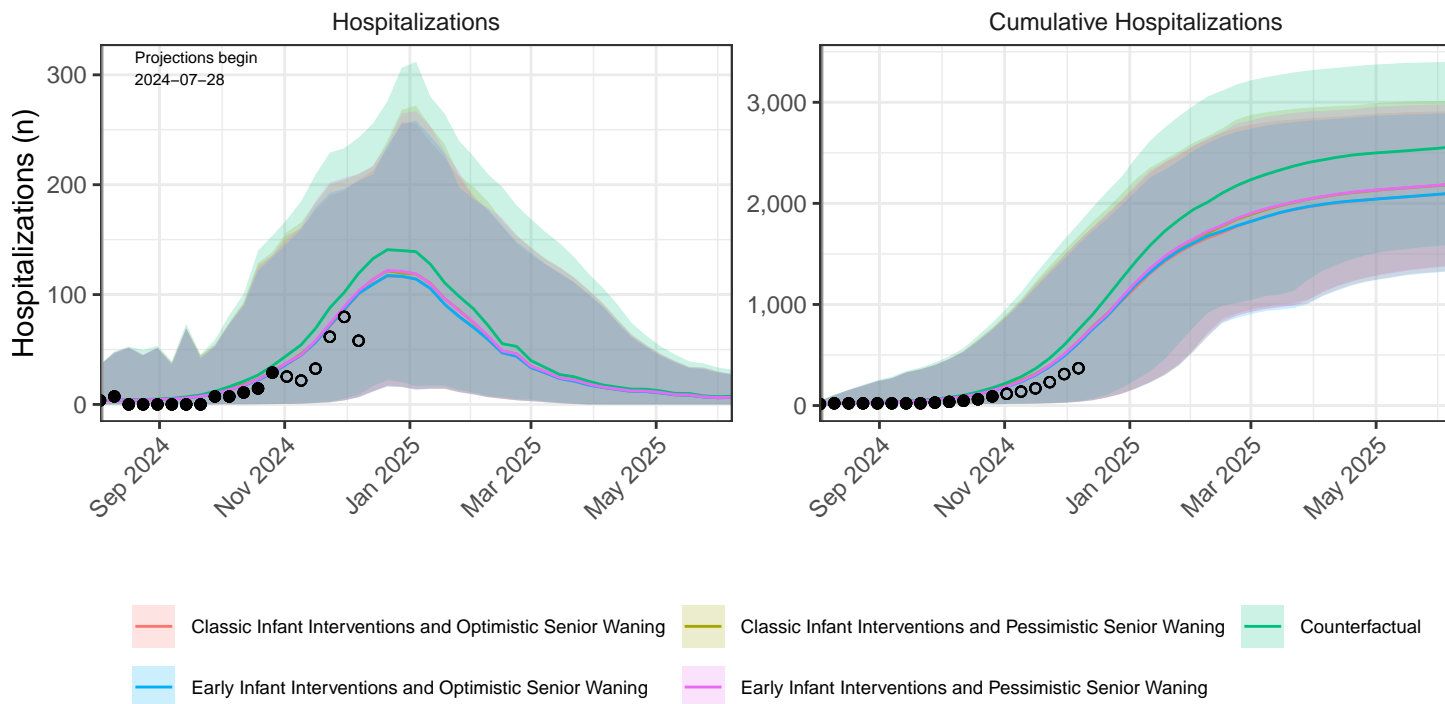 Hospitalizations
Cumulative Hospitalizations
Projections begin
2024−07−28
Hospitalizations (n)
300
200
100
0
3,000
2,000
1,000
0
Sep 2024
Nov 2024
Jan 2025
Mar 2025
May 2025
Sep 2024
Nov 2024
Jan 2025
Mar 2025
May 2025
Classic Infant Interventions and Optimistic Senior Waning
Classic Infant Interventions and Pessimistic Senior Waning
Counterfactual
Early Infant Interventions and Optimistic Senior Waning
Early Infant Interventions and Pessimistic Senior Waning